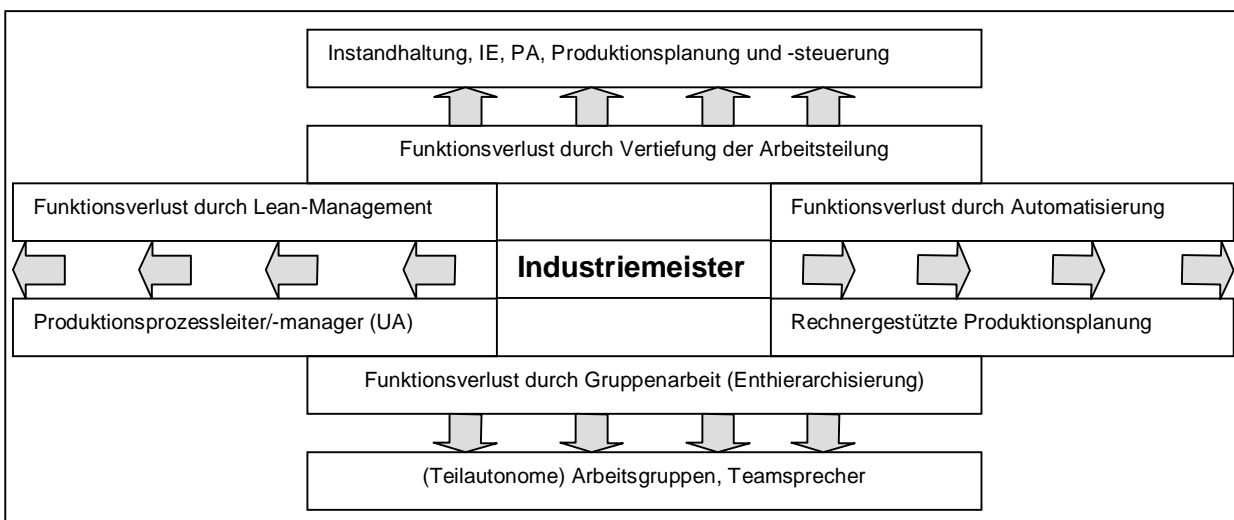 Instandhaltung, IE, PA, Produktionsplanung und -steuerung
Funktionsverlust durch Vertiefung der Arbeitsteilung
Funktionsverlust durch Lean-Management
Funktionsverlust durch Automatisierung
Industriemeister
Produktionsprozessleiter/-manager (UA)
Rechnergestützte Produktionsplanung
Funktionsverlust durch Gruppenarbeit (Enthierarchisierung)
(Teilautonome) Arbeitsgruppen, Teamsprecher